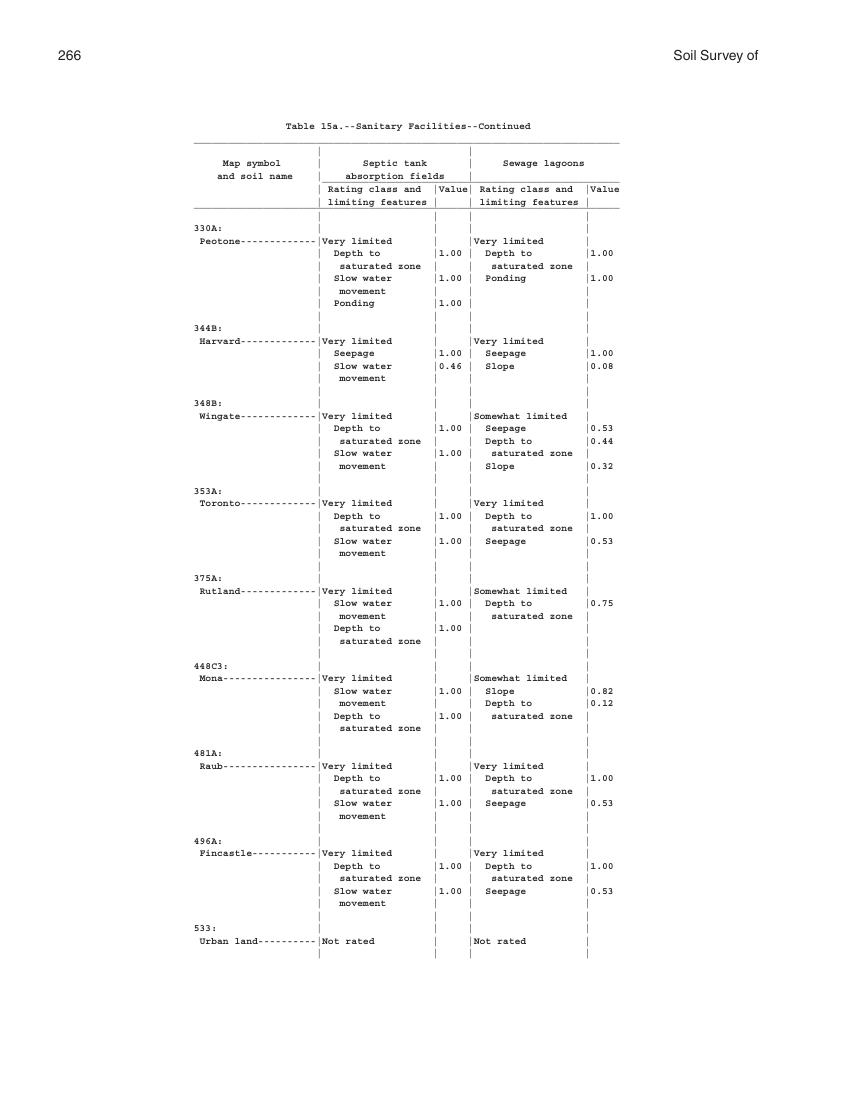 266
Soil Survey of
Table 15a.--Sanitary Facilities--Continued
Map symbol | Septic tank | Sewage lagoons
and soil name | absorption fields |
| Rating class and |Value| Rating class and |Value
| limiting features | | limiting features |
330A:
Peotone-------------|Very limited | |Very limited |
| Depth to |1.00 | Depth to |1.00
| saturated zone | | saturated zone |
| Slow water |1.00 | Ponding |1.00
| movement | | |
| Ponding |1.00 | |
344B:
Harvard-------------|Very limited | |Very limited |
| Seepage |1.00 | Seepage |1.00
| Slow water |0.46 | Slope |0.08
| movement | | |
348B:
Wingate-------------|Very limited | |Somewhat limited |
| Depth to |1.00 | Seepage |0.53
| saturated zone | | Depth to |0.44
| Slow water |1.00 | saturated zone |
| movement | | Slope |0.32
353A:
Toronto-------------|Very limited | |Very limited |
| Depth to |1.00 | Depth to |1.00
| saturated zone | | saturated zone |
| Slow water |1.00 | Seepage |0.53
| movement | | |
375A:
Rutland-------------|Very limited | |Somewhat limited |
| Slow water |1.00 | Depth to |0.75
| movement | | saturated zone |
| Depth to |1.00 | |
| saturated zone | | |
448C3:
Mona----------------|Very limited | |Somewhat limited |
| Slow water |1.00 | Slope |0.82
| movement | | Depth to |0.12
| Depth to |1.00 | saturated zone |
| saturated zone | | |
481A:
Raub----------------|Very limited | |Very limited |
| Depth to |1.00 | Depth to |1.00
| saturated zone | | saturated zone |
| Slow water |1.00 | Seepage |0.53
| movement | | |
496A:
Fincastle-----------|Very limited | |Very limited |
| Depth to |1.00 | Depth to |1.00
| saturated zone | | saturated zone |
| Slow water |1.00 | Seepage |0.53
| movement | | |
533:
Urban land----------|Not rated | |Not rated |